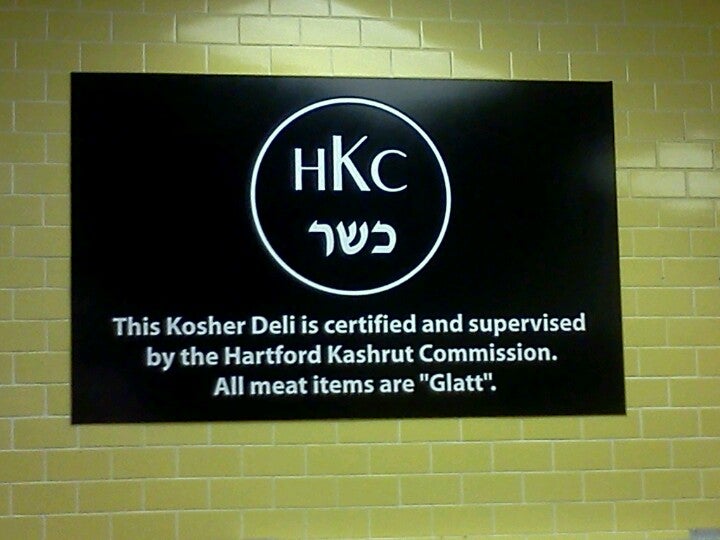 HKC
כשר
This Kosher Deli is certified and supervised
by the Hartford Kashrut Commission.
All meat items are "Glatt".